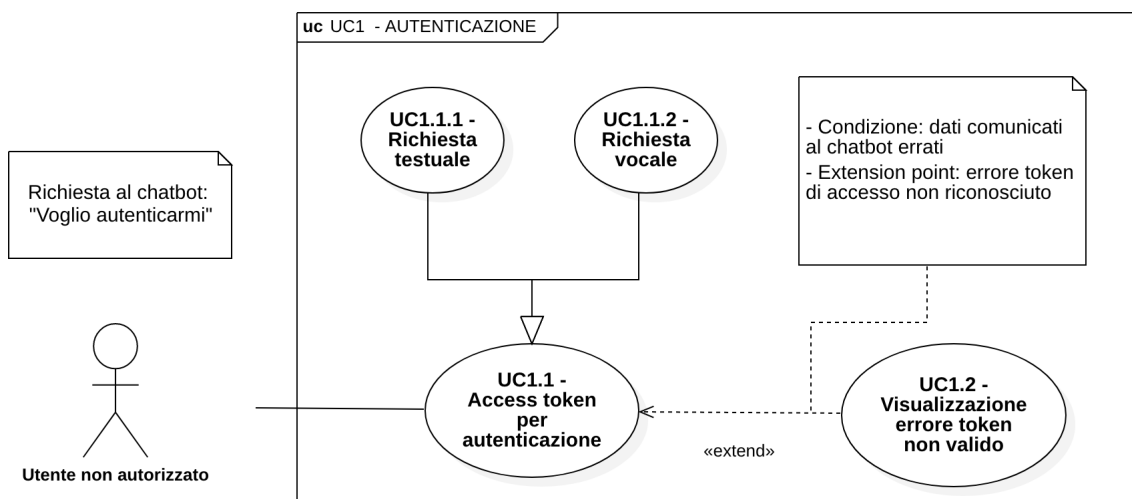 uc UC1 - AUTENTICAZIONE
UC1.1.1 -
Richiesta
testuale
UC1.1.2 -
Richiesta
vocale
- Condizione: dati comunicati
al chatbot errati
- Extension point: errore token
di accesso non riconosciuto
Richiesta al chatbot:
"Voglio autenticarmi"
UC1.1 -
Access token
per
autenticazione
UC1.2 -
Visualizzazione
errore token
non valido
«extend»
Utente non autorizzato